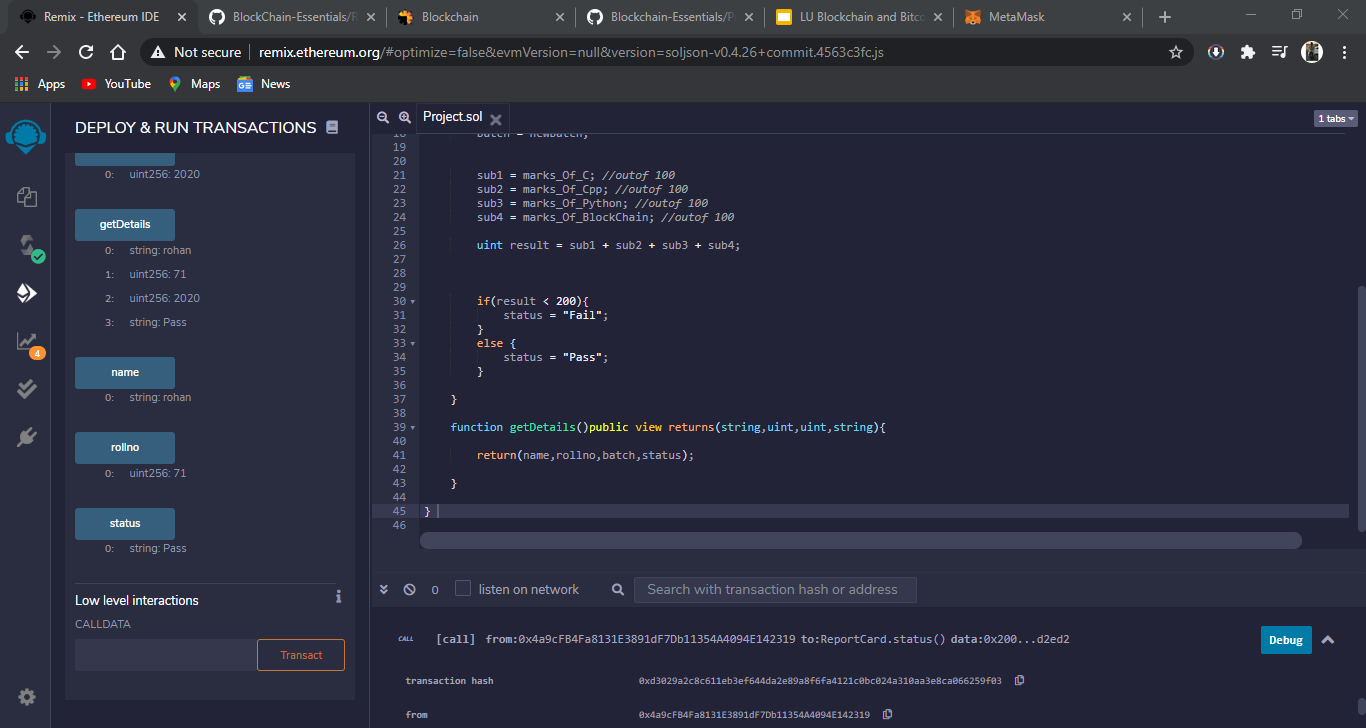 Remix - Ethereum IDE
BlockChain-Essentials/R
Blockchain
Blockchain-Essentials/P
LU Blockchain and Bitco
MetaMask
Not secure
remix.ethereum.org/#optimize=false&evmVersion=null&version=soljson-v0.4.26+commit.4563c3fc.js
Apps
YouTube
Maps
News
DEPLOY & RUN TRANSACTIONS
0: uint256: 2020
getDetails
0: string: rohan
1: uint256: 71
2: uint256: 2020
3: string: Pass
name
0: string: rohan
rollno
0: uint256: 71
status
0: string: Pass
Low level interactions
CALLDATA
Transact
4
Project.sol
1 tabs
18 batch = newbatch;
19
20
21 sub1 = marks_Of_C; //outof 100
22 sub2 = marks_Of_Cpp; //outof 100
23 sub3 = marks_Of_Python; //outof 100
24 sub4 = marks_Of_BlockChain; //outof 100
25
26 uint result = sub1 + sub2 + sub3 + sub4;
27
28
29
30 if(result < 200){
31 status = "Fail";
32 }
33 else {
34 status = "Pass";
35 }
36
37 }
38
39 function getDetails()public view returns(string,uint,uint,string){
40
41 return(name,rollno,batch,status);
42
43 }
44
45 }
46
0
listen on network
Search with transaction hash or address
CALL
[call] from:0x4a9cFB4Fa8131E3891dF7Db11354A4094E142319 to:ReportCard.status() data:0x200...d2ed2
Debug
transaction hash
0xd3029a2c8c611eb3ef644da2e89a8f6fa4121c0bc024a310aa3e8ca066259f03
from
0x4a9cFB4Fa8131E3891dF7Db11354A4094E142319